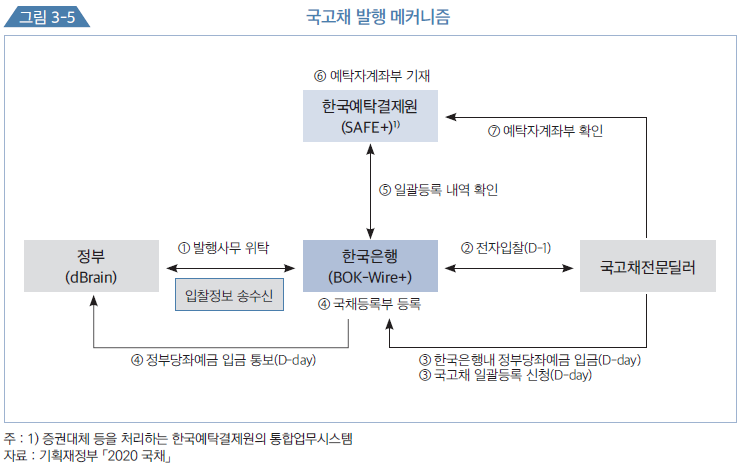 그림 3-5
국고채 발행 메커니즘
⑥ 예탁자계좌부 기재
한국예탁결제원
(SAFE+)1)
⑦ 예탁자계좌부 확인
⑤ 일괄등록 내역 확인
정부
(dBrain)
① 발행사무 위탁
입찰정보 송수신
한국은행
(BOK-Wire+)
② 전자입찰(D-1)
국고채전문딜러
④ 국채등록부 등록
④ 정부당좌예금 입금 통보(D-day)
③ 한국은행내 정부당좌예금 입금(D-day)
③ 국고채 일괄등록 신청(D-day)
주 : 1) 증권대체 등을 처리하는 한국예탁결제원의 통합업무시스템
자료 : 기획재정부 「2020 국채」